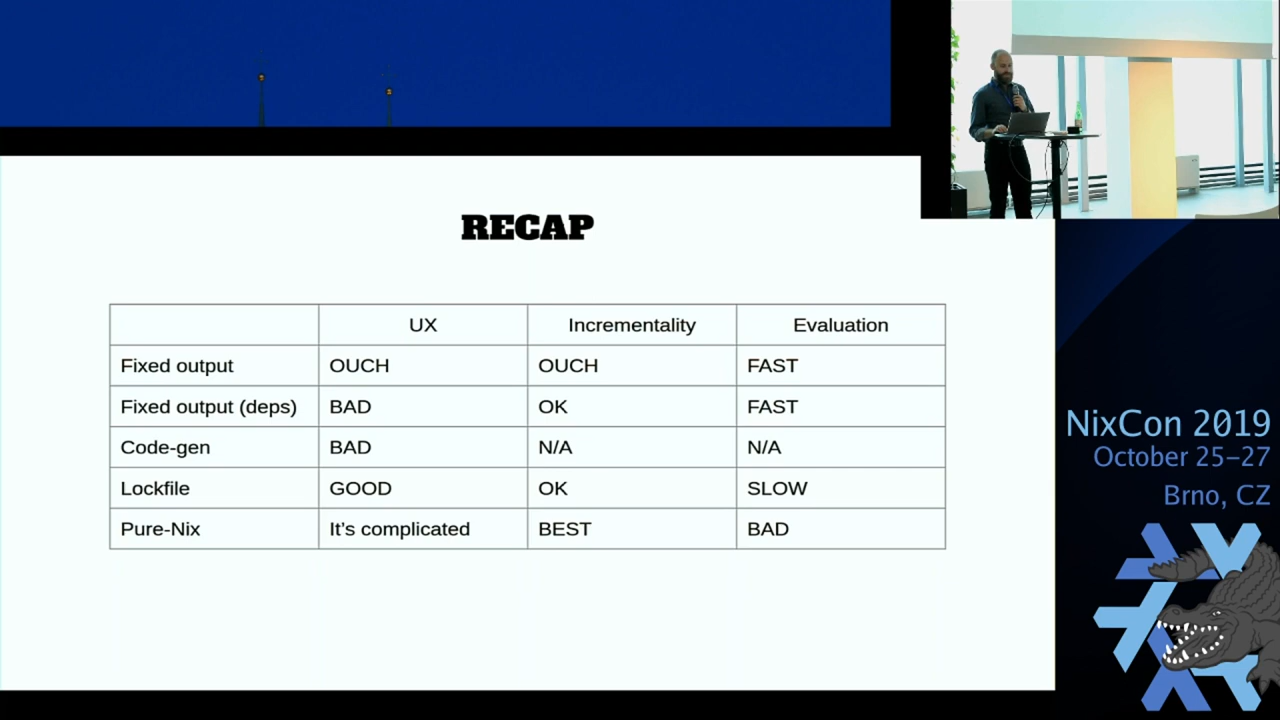 RECAP
UX Incrementality Evaluation
Fixed output OUCH OUCH FAST
Fixed output (deps) BAD OK FAST
Code-gen BAD N/A N/A
Lockfile GOOD OK SLOW
Pure-Nix It’s complicated BEST BAD
NixCon 2019
October 25–27
Brno, CZ